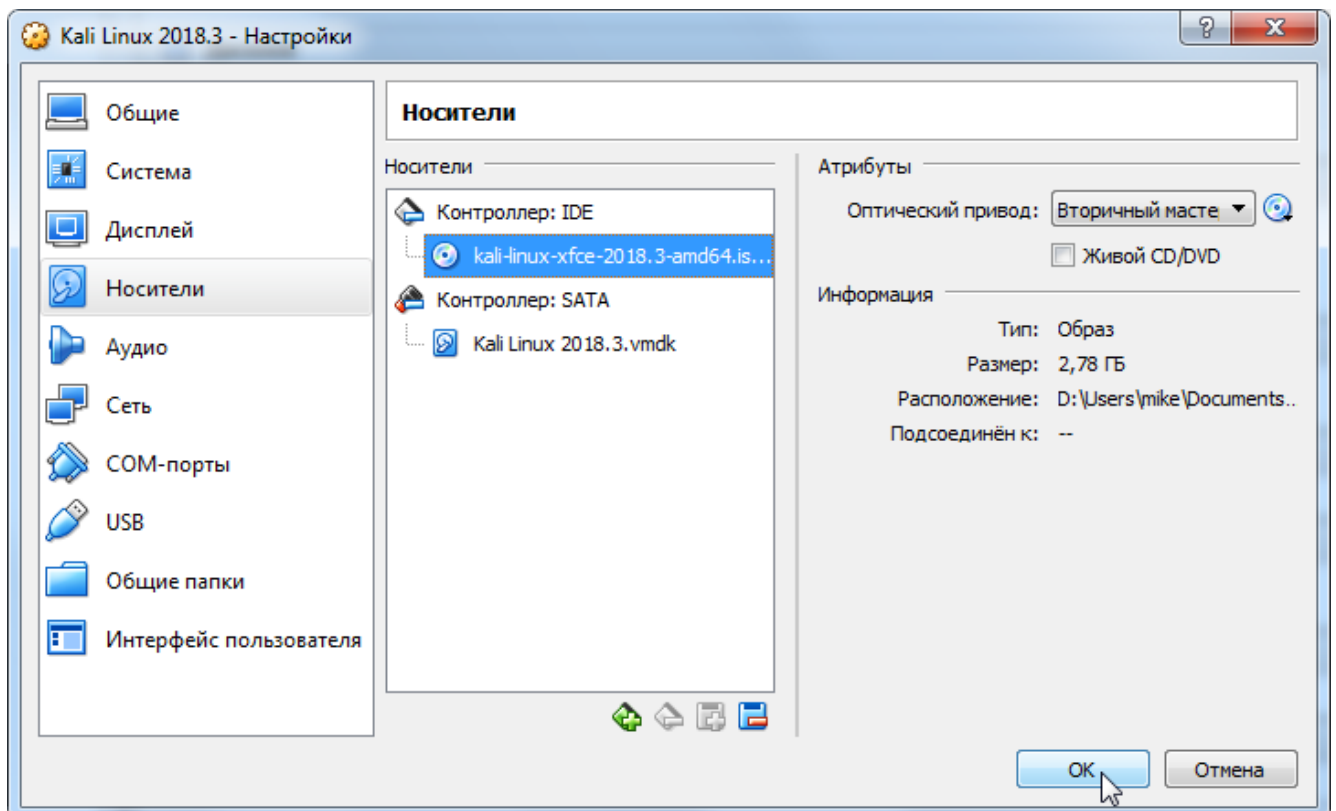 Kali Linux 2018.3 - Настройки
Общие
Система
Дисплей
Носители
Аудио
Сеть
COM-порты
USB
Общие папки
Интерфейс пользователя
Носители
Носители
Контроллер: IDE
kali-linux-xfce-2018.3-amd64.is...
Контроллер: SATA
Kali Linux 2018.3.vmdk
Атрибуты
Оптический привод: Вторичный масте
Живой CD/DVD
Информация
Тип: Образ
Размер: 2,78 ГБ
Расположение: D:\Users\mike\Documents..
Подсоединён к: --
OK
Отмена